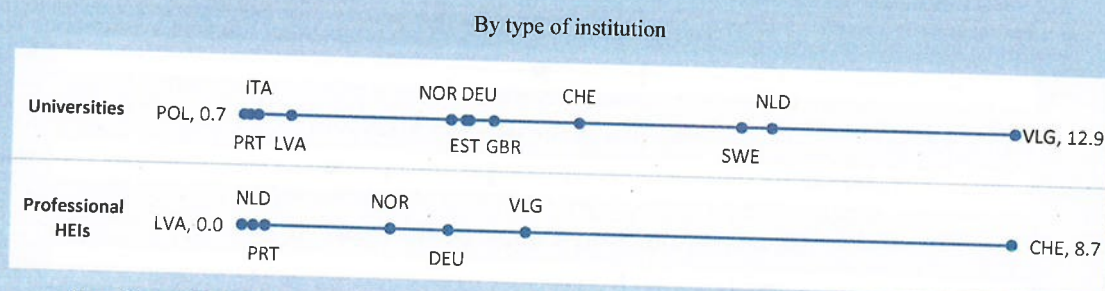 By type of institution
ITA NOR DEU CHE NLD
Universities POL, 0.7 VLG, 12.9
PRT LVA EST GBR SWE
NLD NOR VLG
Professional HEIs LVA, 0.0 CHE, 8.7
PRT DEU